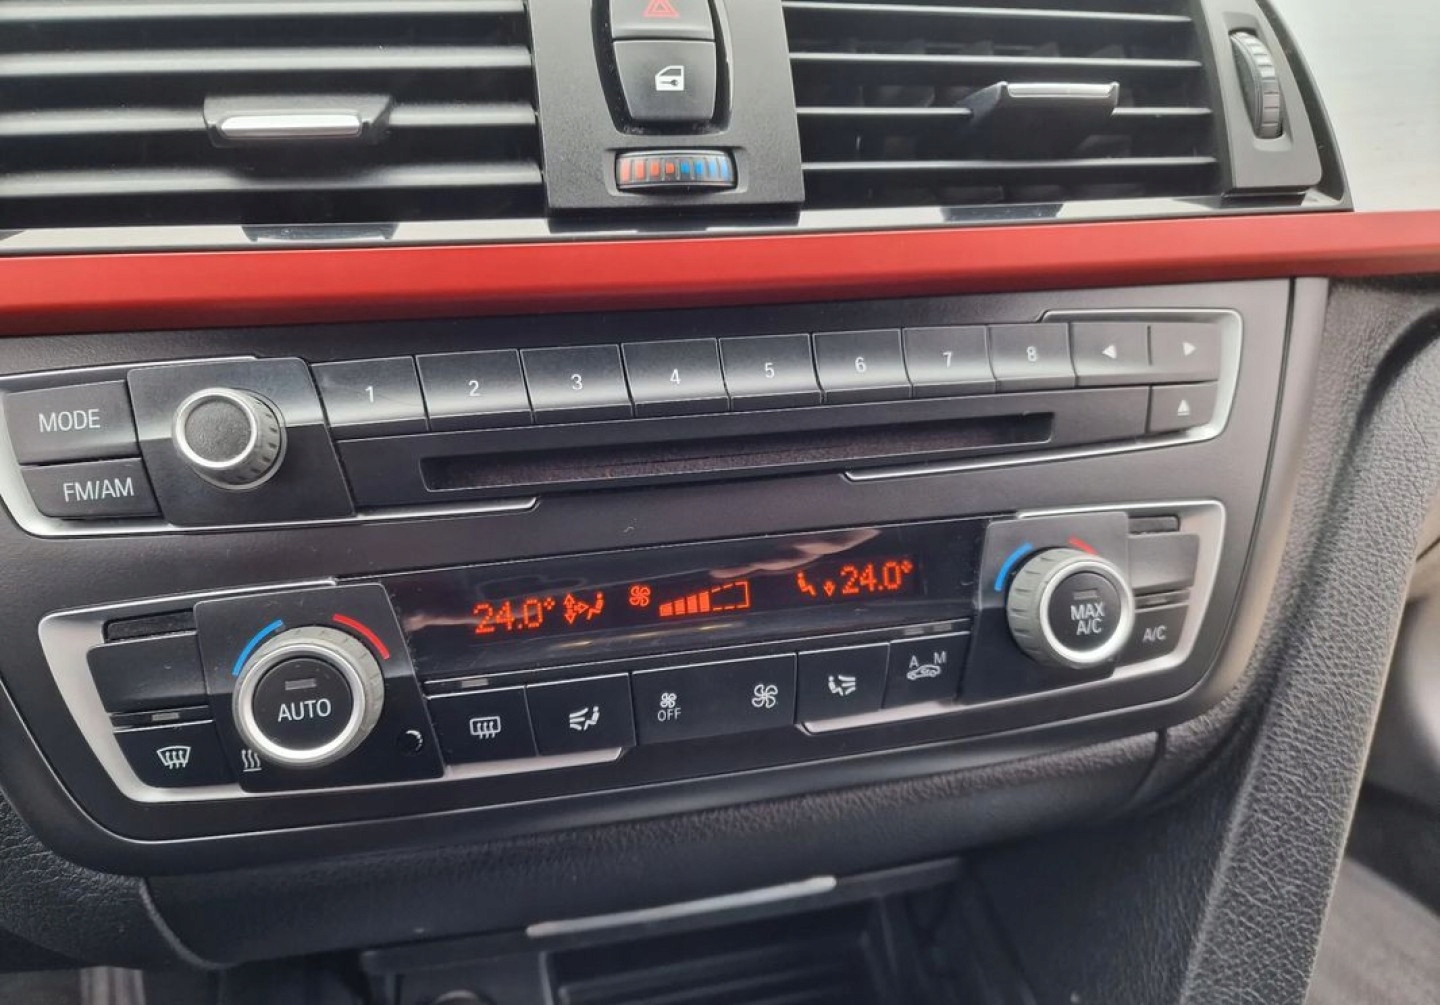 1 2 3 4 5 6 7 8
MODE
FM/AM
24.0° 24.0°
MAX
A/C
A/C
AUTO
OFF
A M